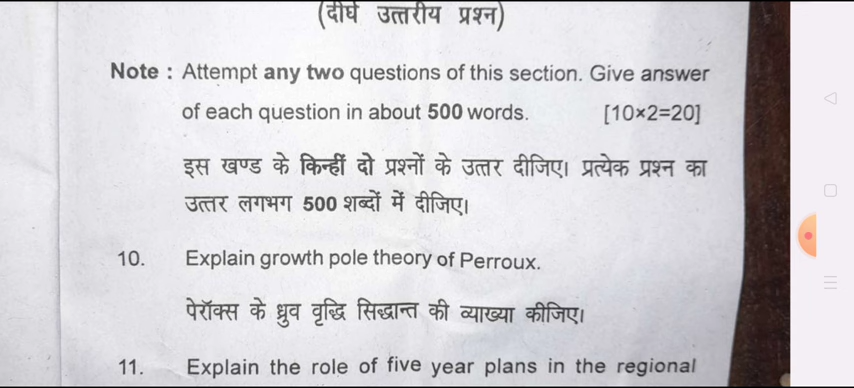 (दीर्घ उत्तरीय प्रश्न)
Note : Attempt any two questions of this section. Give answer
of each question in about 500 words. [10×2=20]
इस खण्ड के किन्हीं दो प्रश्नों के उत्तर दीजिए। प्रत्येक प्रश्न का
उत्तर लगभग 500 शब्दों में दीजिए।
10. Explain growth pole theory of Perroux.
पेरॉक्स के ध्रुव वृद्धि सिद्धान्त की व्याख्या कीजिए।
11. Explain the role of five year plans in the regional